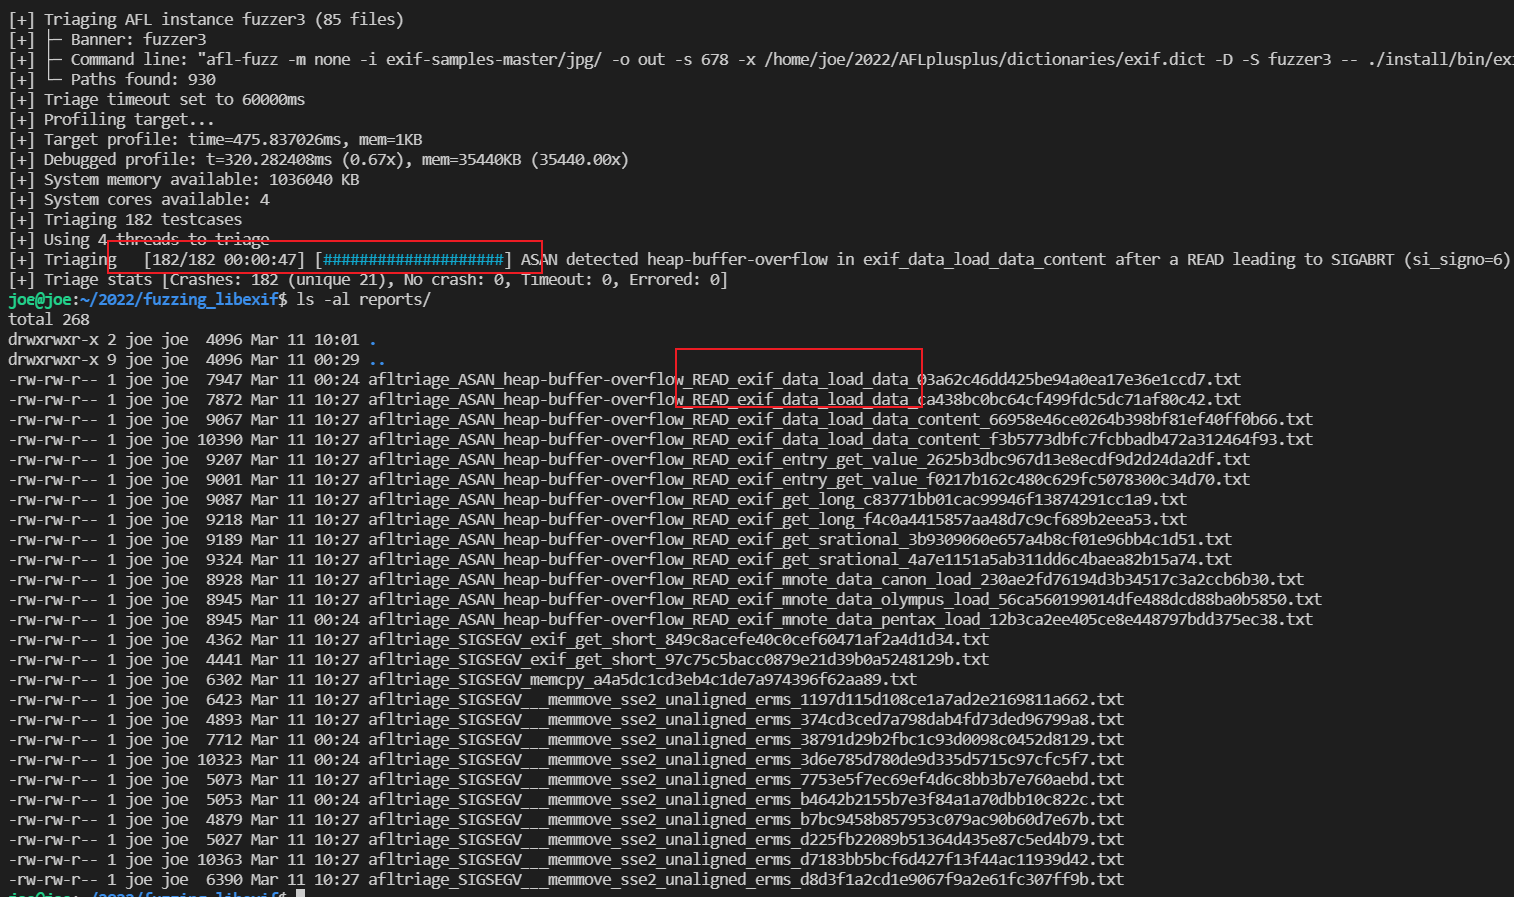 [+] Triaging AFL instance fuzzer3 (85 files)
[+] ├─ Banner: fuzzer3
[+] ├─ Command line: "afl-fuzz -m none -i exif-samples-master/jpg/ -o out -s 678 -x /home/joe/2022/AFLplusplus/dictionaries/exif.dict -D -S fuzzer3 -- ./install/bin/exi
[+] └─ Paths found: 930
[+] Triage timeout set to 60000ms
[+] Profiling target...
[+] Target profile: time=475.837026ms, mem=1KB
[+] Debugged profile: t=320.282408ms (0.67x), mem=35440KB (35440.00x)
[+] System memory available: 1036040 KB
[+] System cores available: 4
[+] Triaging 182 testcases
[+] Using 4 threads to triage
[+] Triaging   [182/182 00:00:47] [####################] ASAN detected heap-buffer-overflow in exif_data_load_data_content after a READ leading to SIGABRT (si_signo=6)
[+] Triage stats [Crashes: 182 (unique 21), No crash: 0, Timeout: 0, Errored: 0]
joe@joe:~/2022/fuzzing_libexif$ ls -al reports/
total 268
drwxrwxr-x 2 joe joe  4096 Mar 11 10:01 .
drwxrwxr-x 9 joe joe  4096 Mar 11 00:29 ..
-rw-rw-r-- 1 joe joe  7947 Mar 11 00:24 afltriage_ASAN_heap-buffer-overflow_READ_exif_data_load_data_03a62c46dd425be94a0ea17e36e1ccd7.txt
-rw-rw-r-- 1 joe joe  7872 Mar 11 10:27 afltriage_ASAN_heap-buffer-overflow_READ_exif_data_load_data_ca438bc0bc64cf499fdc5dc71af80c42.txt
-rw-rw-r-- 1 joe joe  9067 Mar 11 10:27 afltriage_ASAN_heap-buffer-overflow_READ_exif_data_load_data_content_66958e46ce0264b398bf81ef40ff0b66.txt
-rw-rw-r-- 1 joe joe 10390 Mar 11 10:27 afltriage_ASAN_heap-buffer-overflow_READ_exif_data_load_data_content_f3b5773dbfc7fcbbadb472a312464f93.txt
-rw-rw-r-- 1 joe joe  9207 Mar 11 10:27 afltriage_ASAN_heap-buffer-overflow_READ_exif_entry_get_value_2625b3dbc967d13e8ecdf9d2d24da2df.txt
-rw-rw-r-- 1 joe joe  9001 Mar 11 10:27 afltriage_ASAN_heap-buffer-overflow_READ_exif_entry_get_value_f0217b162c480c629fc5078300c34d70.txt
-rw-rw-r-- 1 joe joe  9087 Mar 11 10:27 afltriage_ASAN_heap-buffer-overflow_READ_exif_get_long_c83771bb01cac99946f13874291cc1a9.txt
-rw-rw-r-- 1 joe joe  9218 Mar 11 10:27 afltriage_ASAN_heap-buffer-overflow_READ_exif_get_long_f4c0a4415857aa48d7c9cf689b2eea53.txt
-rw-rw-r-- 1 joe joe  9189 Mar 11 10:27 afltriage_ASAN_heap-buffer-overflow_READ_exif_get_srational_3b9309060e657a4b8cf01e96bb4c1d51.txt
-rw-rw-r-- 1 joe joe  9324 Mar 11 10:27 afltriage_ASAN_heap-buffer-overflow_READ_exif_get_srational_4a7e1151a5ab311dd6c4baea82b15a74.txt
-rw-rw-r-- 1 joe joe  8928 Mar 11 10:27 afltriage_ASAN_heap-buffer-overflow_READ_exif_mnote_data_canon_load_230ae2fd76194d3b34517c3a2ccb6b30.txt
-rw-rw-r-- 1 joe joe  8945 Mar 11 10:27 afltriage_ASAN_heap-buffer-overflow_READ_exif_mnote_data_olympus_load_56ca560199014dfe488dcd88ba0b5850.txt
-rw-rw-r-- 1 joe joe  8945 Mar 11 00:24 afltriage_ASAN_heap-buffer-overflow_READ_exif_mnote_data_pentax_load_12b3ca2ee405ce8e448797bdd375ec38.txt
-rw-rw-r-- 1 joe joe  4362 Mar 11 10:27 afltriage_SIGSEGV_exif_get_short_849c8acefe40c0cef60471af2a4d1d34.txt
-rw-rw-r-- 1 joe joe  4441 Mar 11 10:27 afltriage_SIGSEGV_exif_get_short_97c75c5bacc0879e21d39b0a5248129b.txt
-rw-rw-r-- 1 joe joe  6302 Mar 11 10:27 afltriage_SIGSEGV_memcpy_a4a5dc1cd3eb4c1de7a974396f62aa89.txt
-rw-rw-r-- 1 joe joe  6423 Mar 11 10:27 afltriage_SIGSEGV___memmove_sse2_unaligned_erms_1197d115d108ce1a7ad2e2169811a662.txt
-rw-rw-r-- 1 joe joe  4893 Mar 11 10:27 afltriage_SIGSEGV___memmove_sse2_unaligned_erms_374cd3ced7a798dab4fd73ded96799a8.txt
-rw-rw-r-- 1 joe joe  7712 Mar 11 00:24 afltriage_SIGSEGV___memmove_sse2_unaligned_erms_38791d29b2fbc1c93d0098c0452d8129.txt
-rw-rw-r-- 1 joe joe 10323 Mar 11 00:24 afltriage_SIGSEGV___memmove_sse2_unaligned_erms_3d6e785d780de9d335d5715c97cfc5f7.txt
-rw-rw-r-- 1 joe joe  5073 Mar 11 10:27 afltriage_SIGSEGV___memmove_sse2_unaligned_erms_7753e5f7ec69ef4d6c8bb3b7e760aebd.txt
-rw-rw-r-- 1 joe joe  5053 Mar 11 00:24 afltriage_SIGSEGV___memmove_sse2_unaligned_erms_b4642b2155b7e3f84a1a70dbb10c822c.txt
-rw-rw-r-- 1 joe joe  4879 Mar 11 10:27 afltriage_SIGSEGV___memmove_sse2_unaligned_erms_b7bc9458b857953c079ac90b60d7e67b.txt
-rw-rw-r-- 1 joe joe  5027 Mar 11 10:27 afltriage_SIGSEGV___memmove_sse2_unaligned_erms_d225fb22089b51364d435e87c5ed4b79.txt
-rw-rw-r-- 1 joe joe 10363 Mar 11 10:27 afltriage_SIGSEGV___memmove_sse2_unaligned_erms_d7183bb5bcf6d427f13f44ac11939d42.txt
-rw-rw-r-- 1 joe joe  6390 Mar 11 10:27 afltriage_SIGSEGV___memmove_sse2_unaligned_erms_d8d3f1a2cd1e9067f9a2e61fc307ff9b.txt
joe@joe:~/2022/fuzzing_libexif$